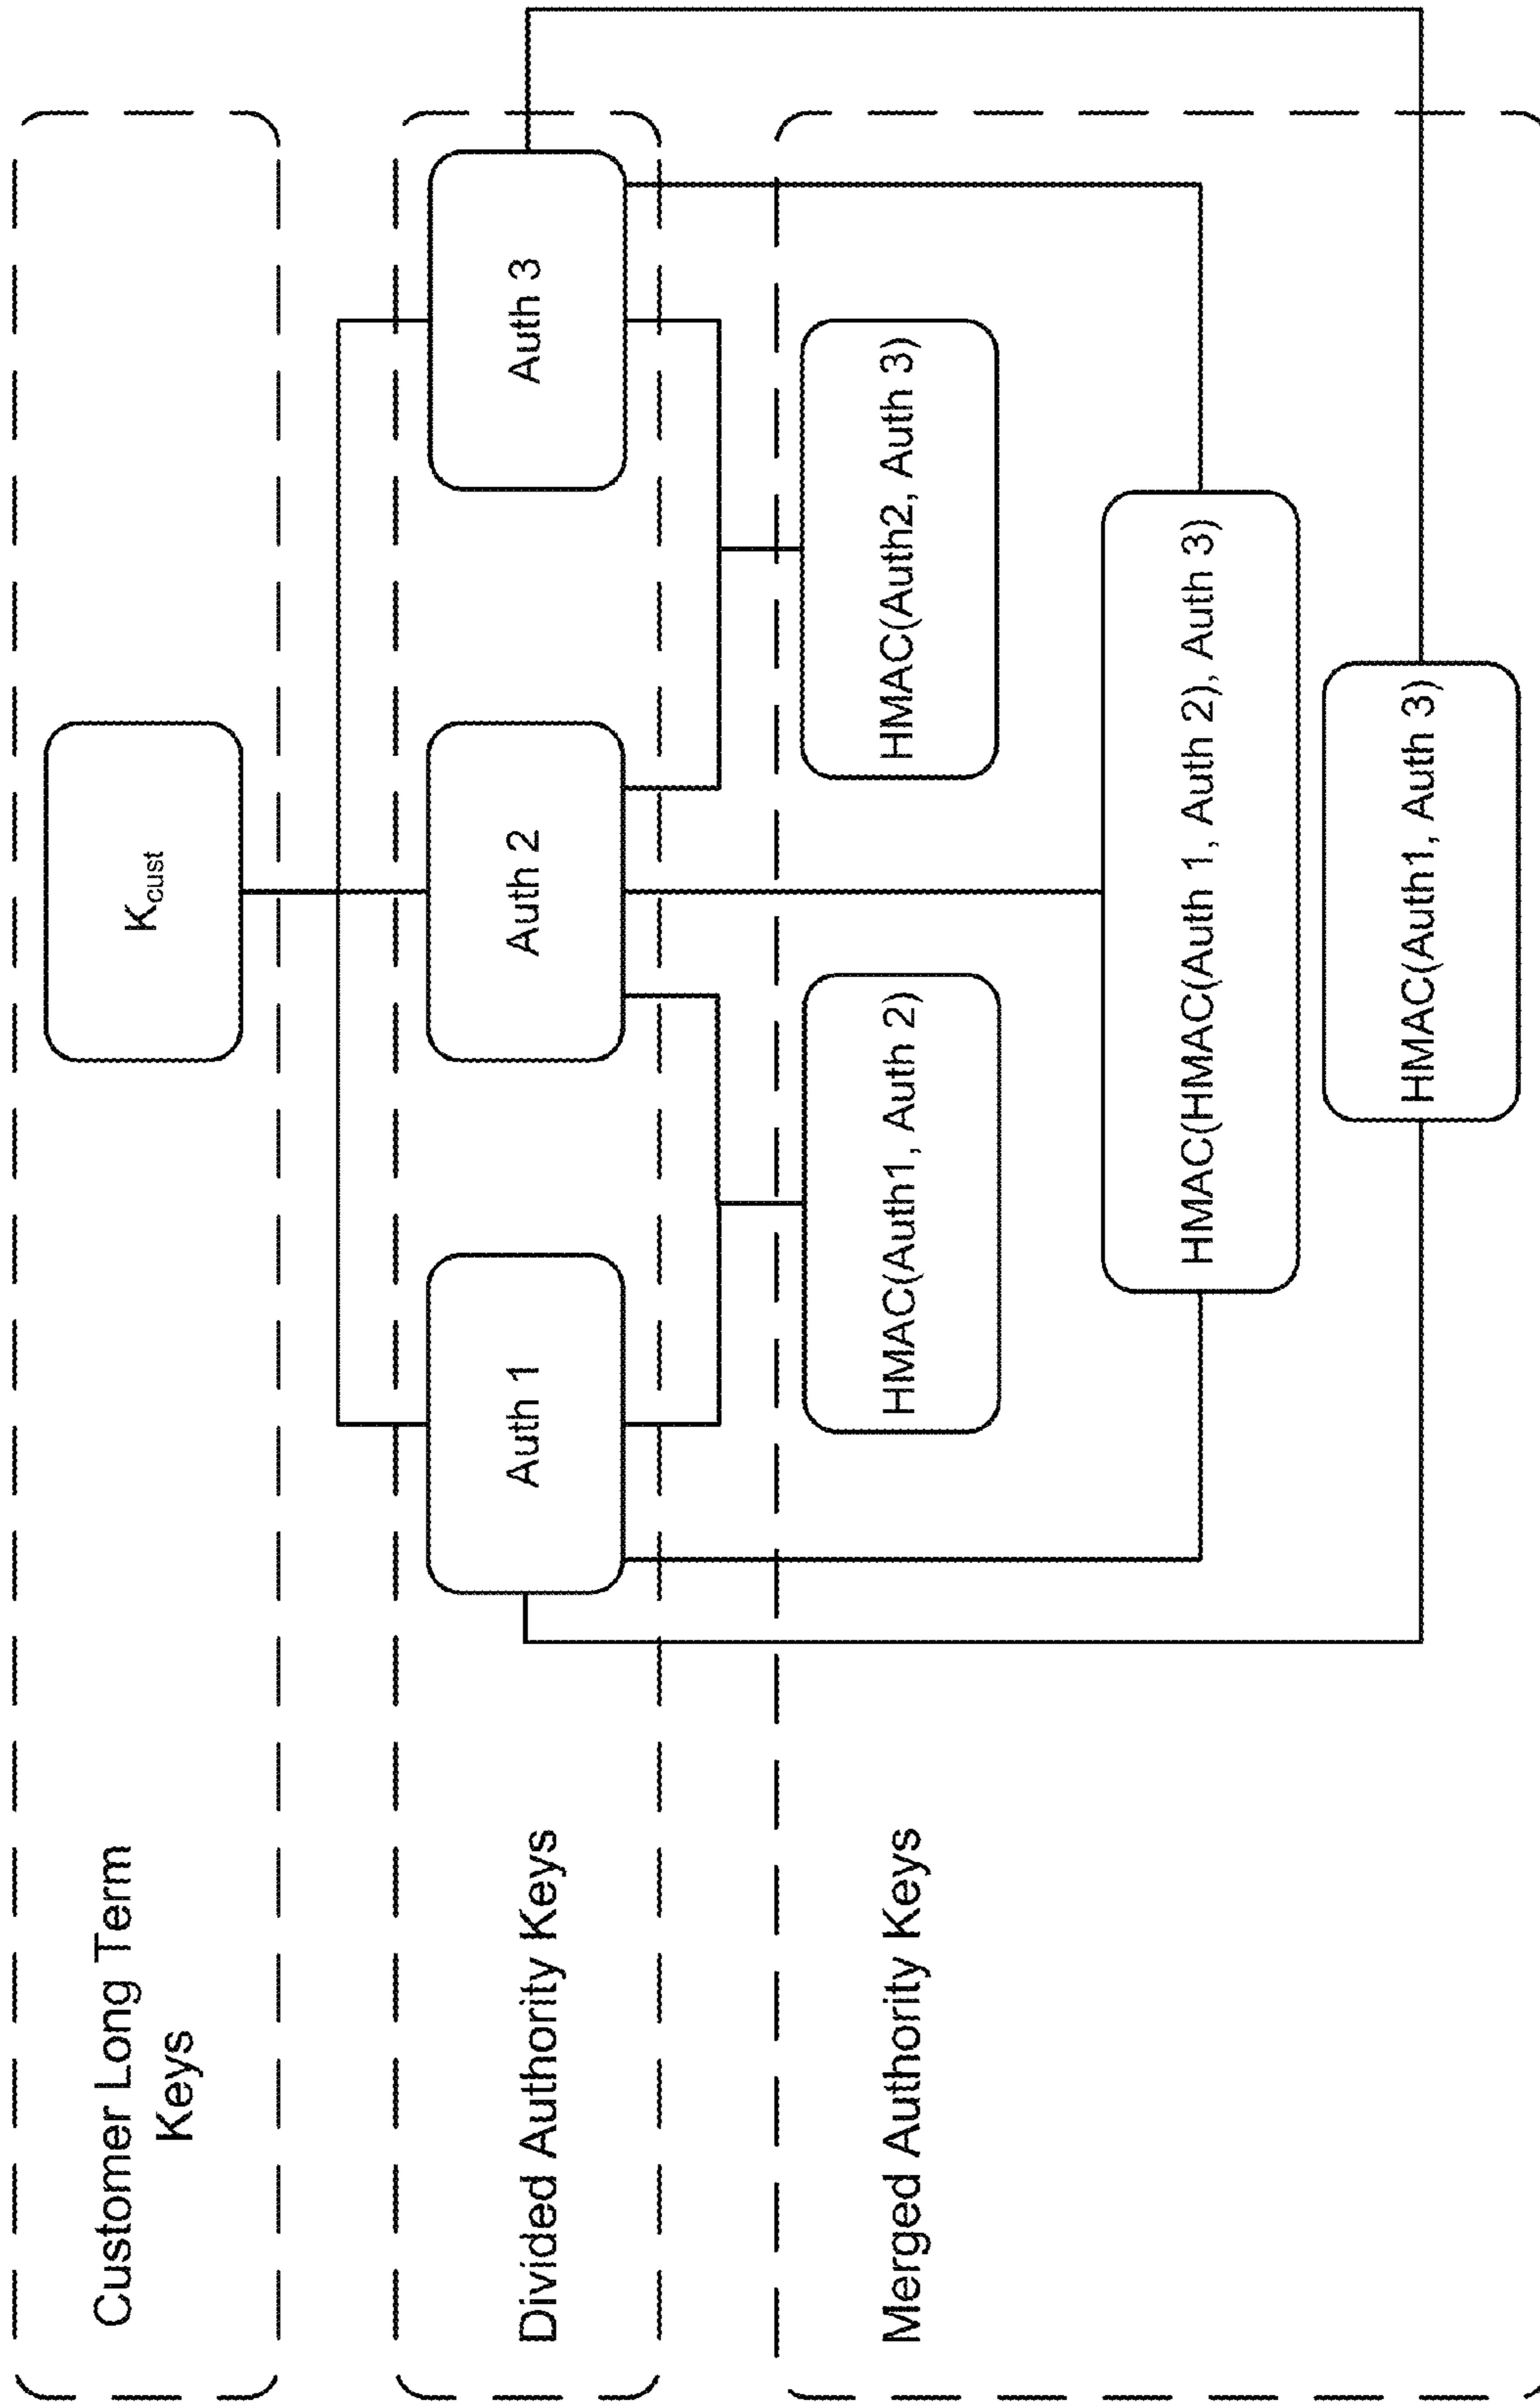 Customer Long Term
Keys
K_cust
Divided Authority Keys
Auth 1
Auth 2
Auth 3
Merged Authority Keys
HMAC(Auth1, Auth 2)
HMAC(Auth2, Auth 3)
HMAC(HMAC(Auth 1, Auth 2), Auth 3)
HMAC(Auth1, Auth 3)